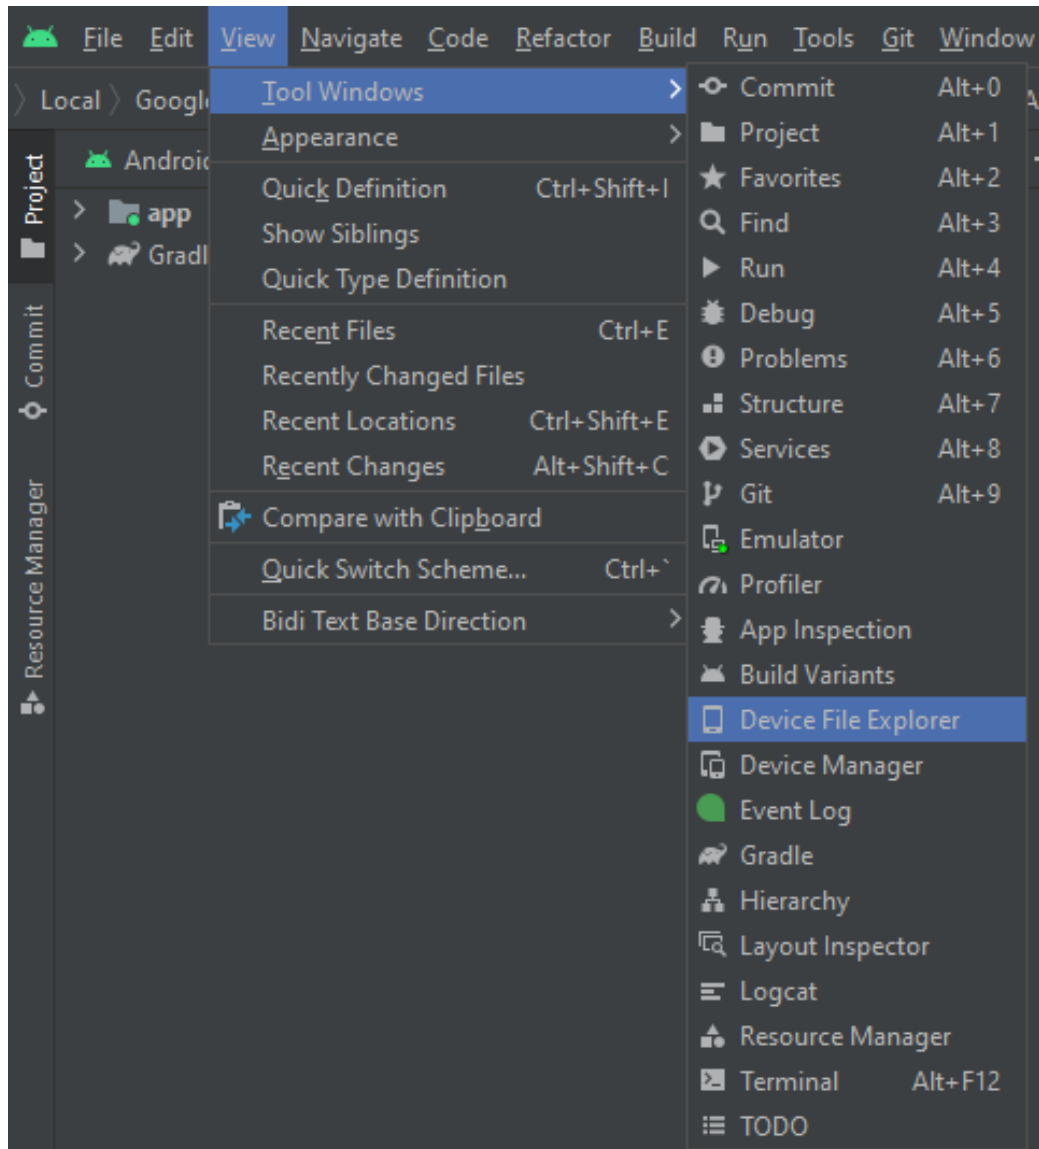 File Edit View Navigate Code Refactor Build Run Tools Git Window
Local Googl
Project
Commit
Resource Manager
Android
app
Gradl
Tool Windows
Appearance
Quick Definition Ctrl+Shift+I
Show Siblings
Quick Type Definition
Recent Files Ctrl+E
Recently Changed Files
Recent Locations Ctrl+Shift+E
Recent Changes Alt+Shift+C
Compare with Clipboard
Quick Switch Scheme... Ctrl+`
Bidi Text Base Direction
Commit Alt+0
Project Alt+1
Favorites Alt+2
Find Alt+3
Run Alt+4
Debug Alt+5
Problems Alt+6
Structure Alt+7
Services Alt+8
Git Alt+9
Emulator
Profiler
App Inspection
Build Variants
Device File Explorer
Device Manager
Event Log
Gradle
Hierarchy
Layout Inspector
Logcat
Resource Manager
Terminal Alt+F12
TODO